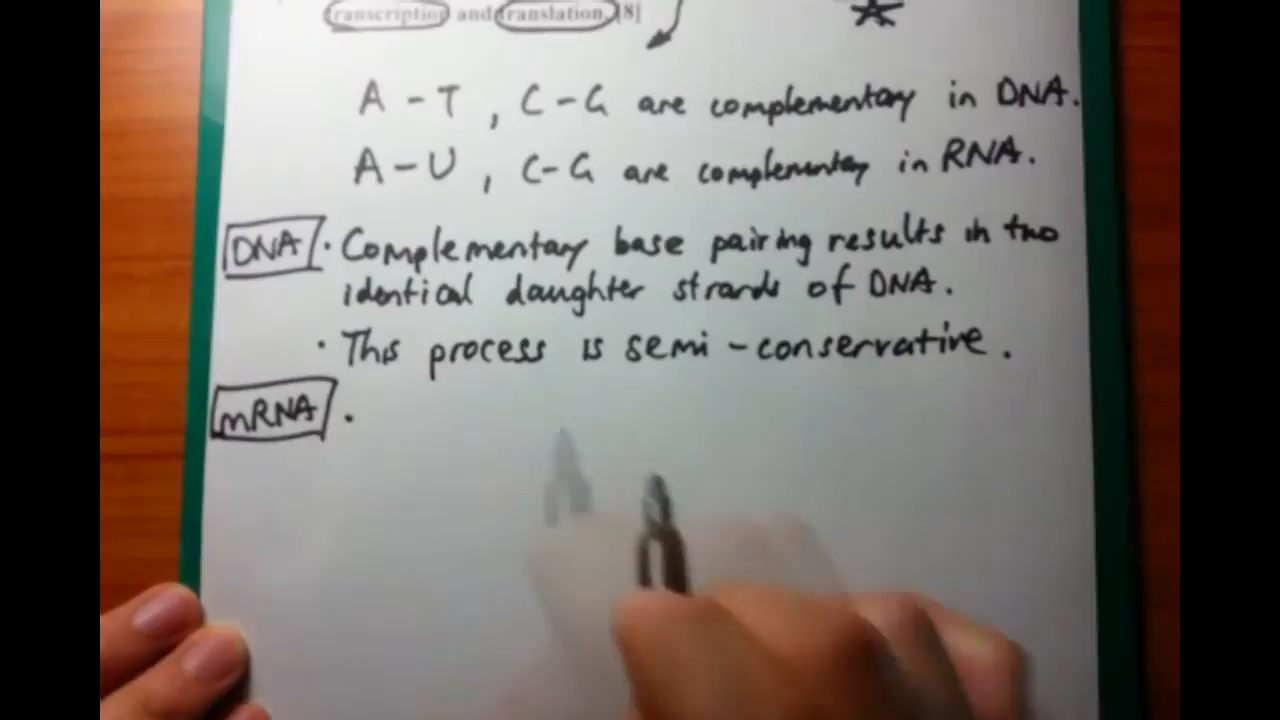 transcription and translation. [8]
A - T , C - G are complementary in DNA.
A - U , C - G are complementary in RNA.
DNA · Complementary base pairing results in two
identical daughter strands of DNA.
· This process is semi-conservative.
mRNA ·